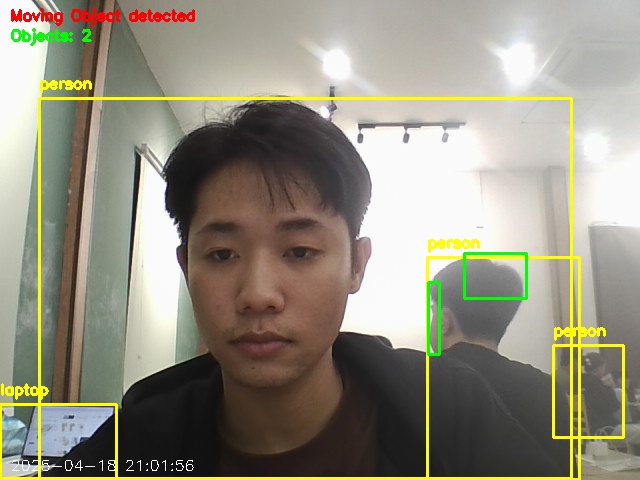 Moving Object detected
Objects: 2
person
person
person
laptop
2025-04-18 21:01:56